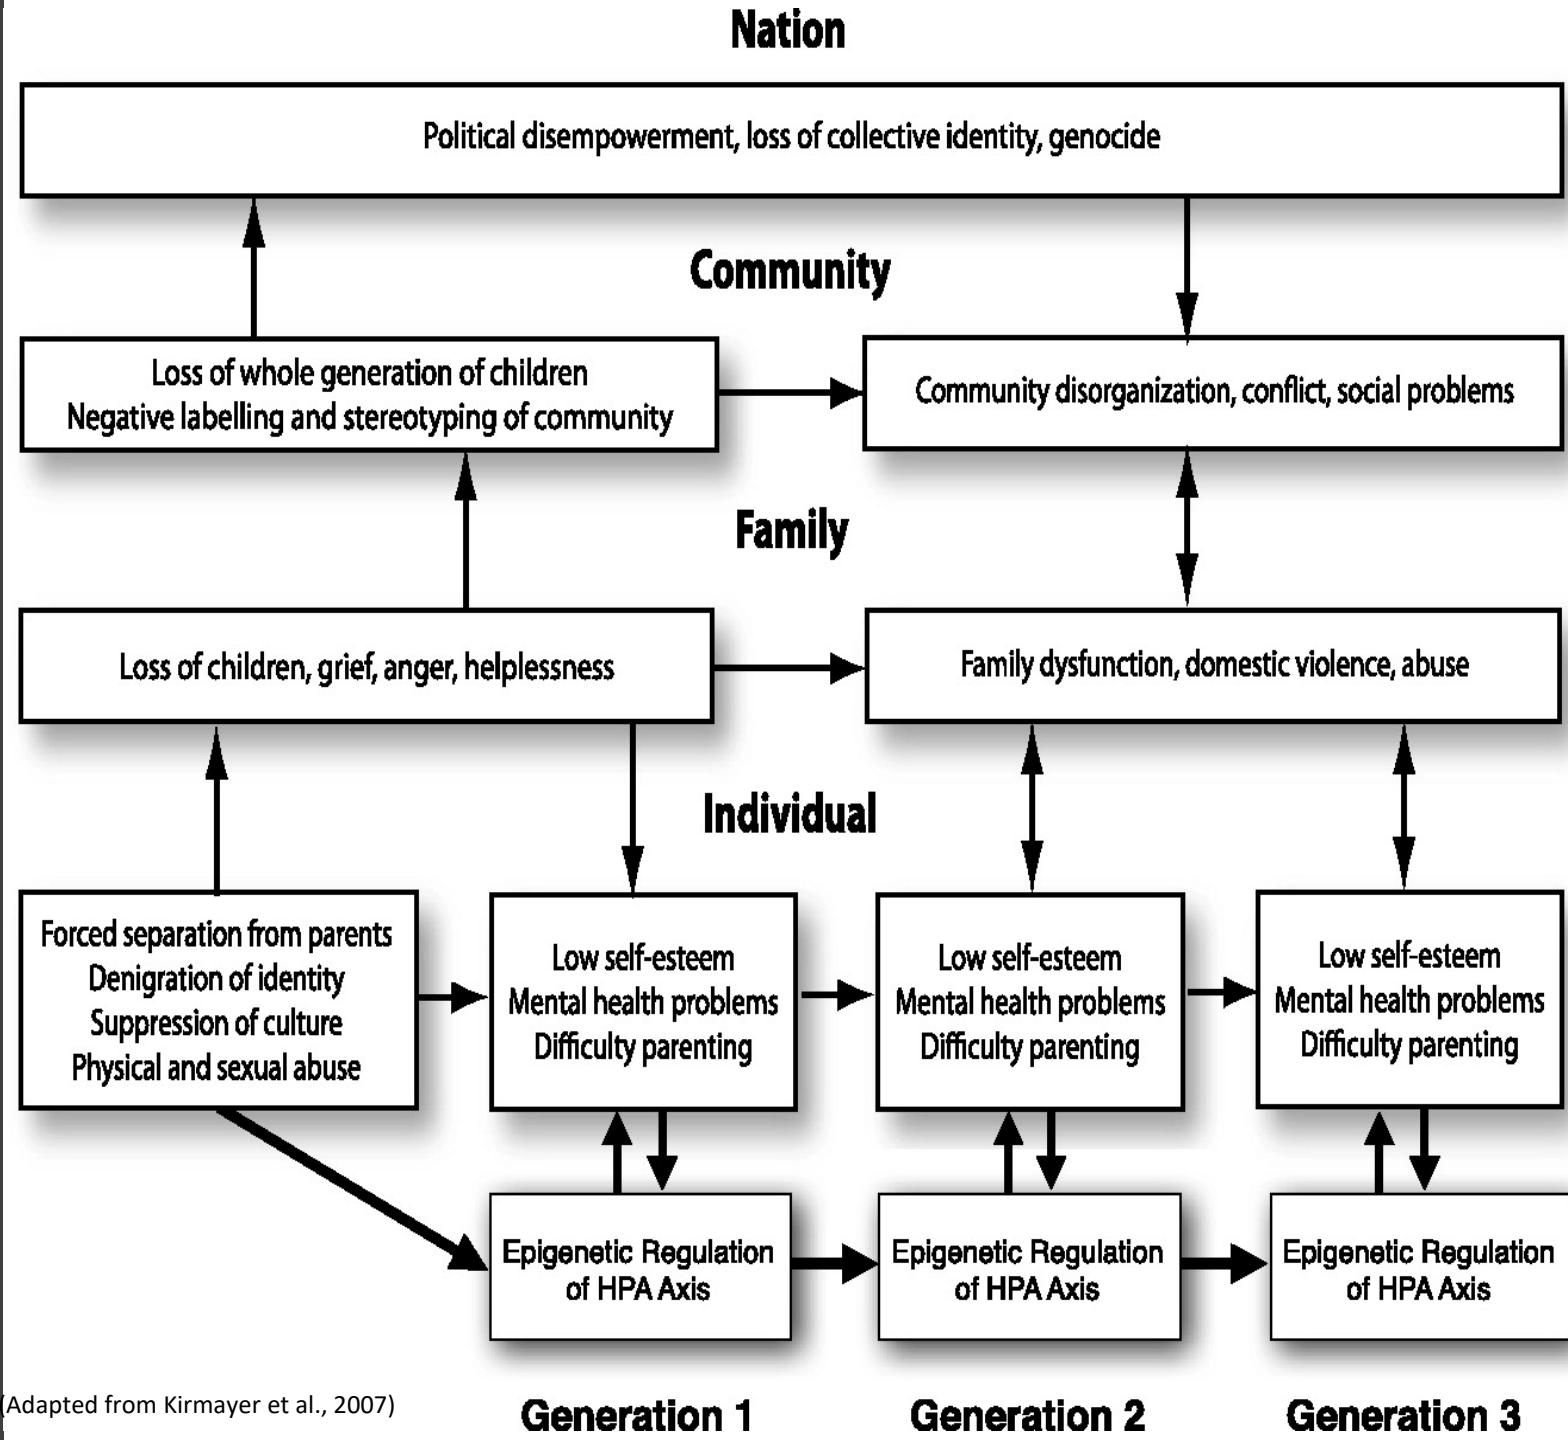 Nation
Political disempowerment, loss of collective identity, genocide
Community
Loss of whole generation of children
Negative labelling and stereotyping of community
Community disorganization, conflict, social problems
Family
Loss of children, grief, anger, helplessness
Family dysfunction, domestic violence, abuse
Individual
Forced separation from parents
Denigration of identity
Suppression of culture
Physical and sexual abuse
Low self-esteem
Mental health problems
Difficulty parenting
Low self-esteem
Mental health problems
Difficulty parenting
Low self-esteem
Mental health problems
Difficulty parenting
Epigenetic Regulation
of HPA Axis
Epigenetic Regulation
of HPA Axis
Epigenetic Regulation
of HPA Axis
(Adapted from Kirmayer et al., 2007)
Generation 1
Generation 2
Generation 3